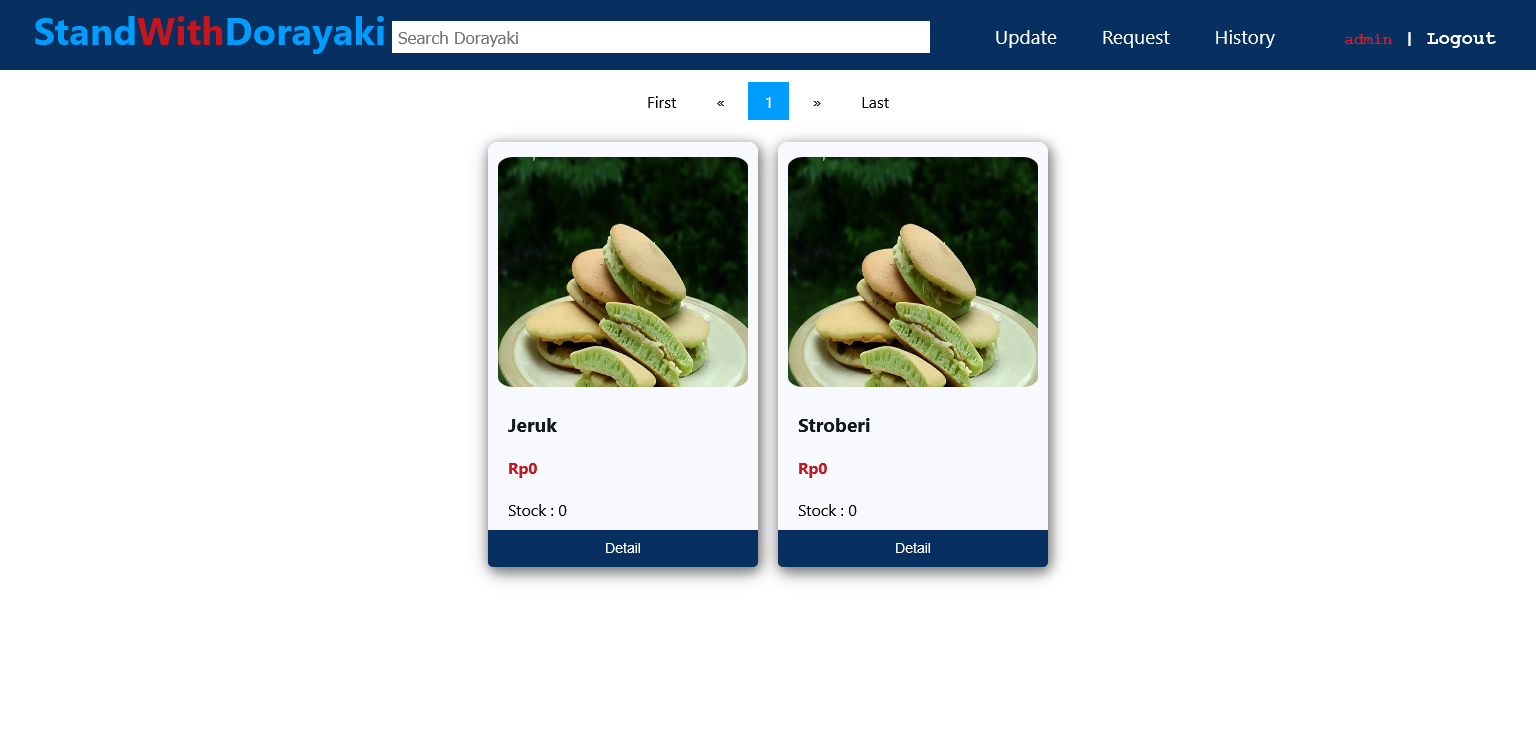 StandWithDorayaki Search Dorayaki Update Request History admin | Logout
First « 1 » Last
Jeruk
Rp0
Stock : 0
Detail
Stroberi
Rp0
Stock : 0
Detail